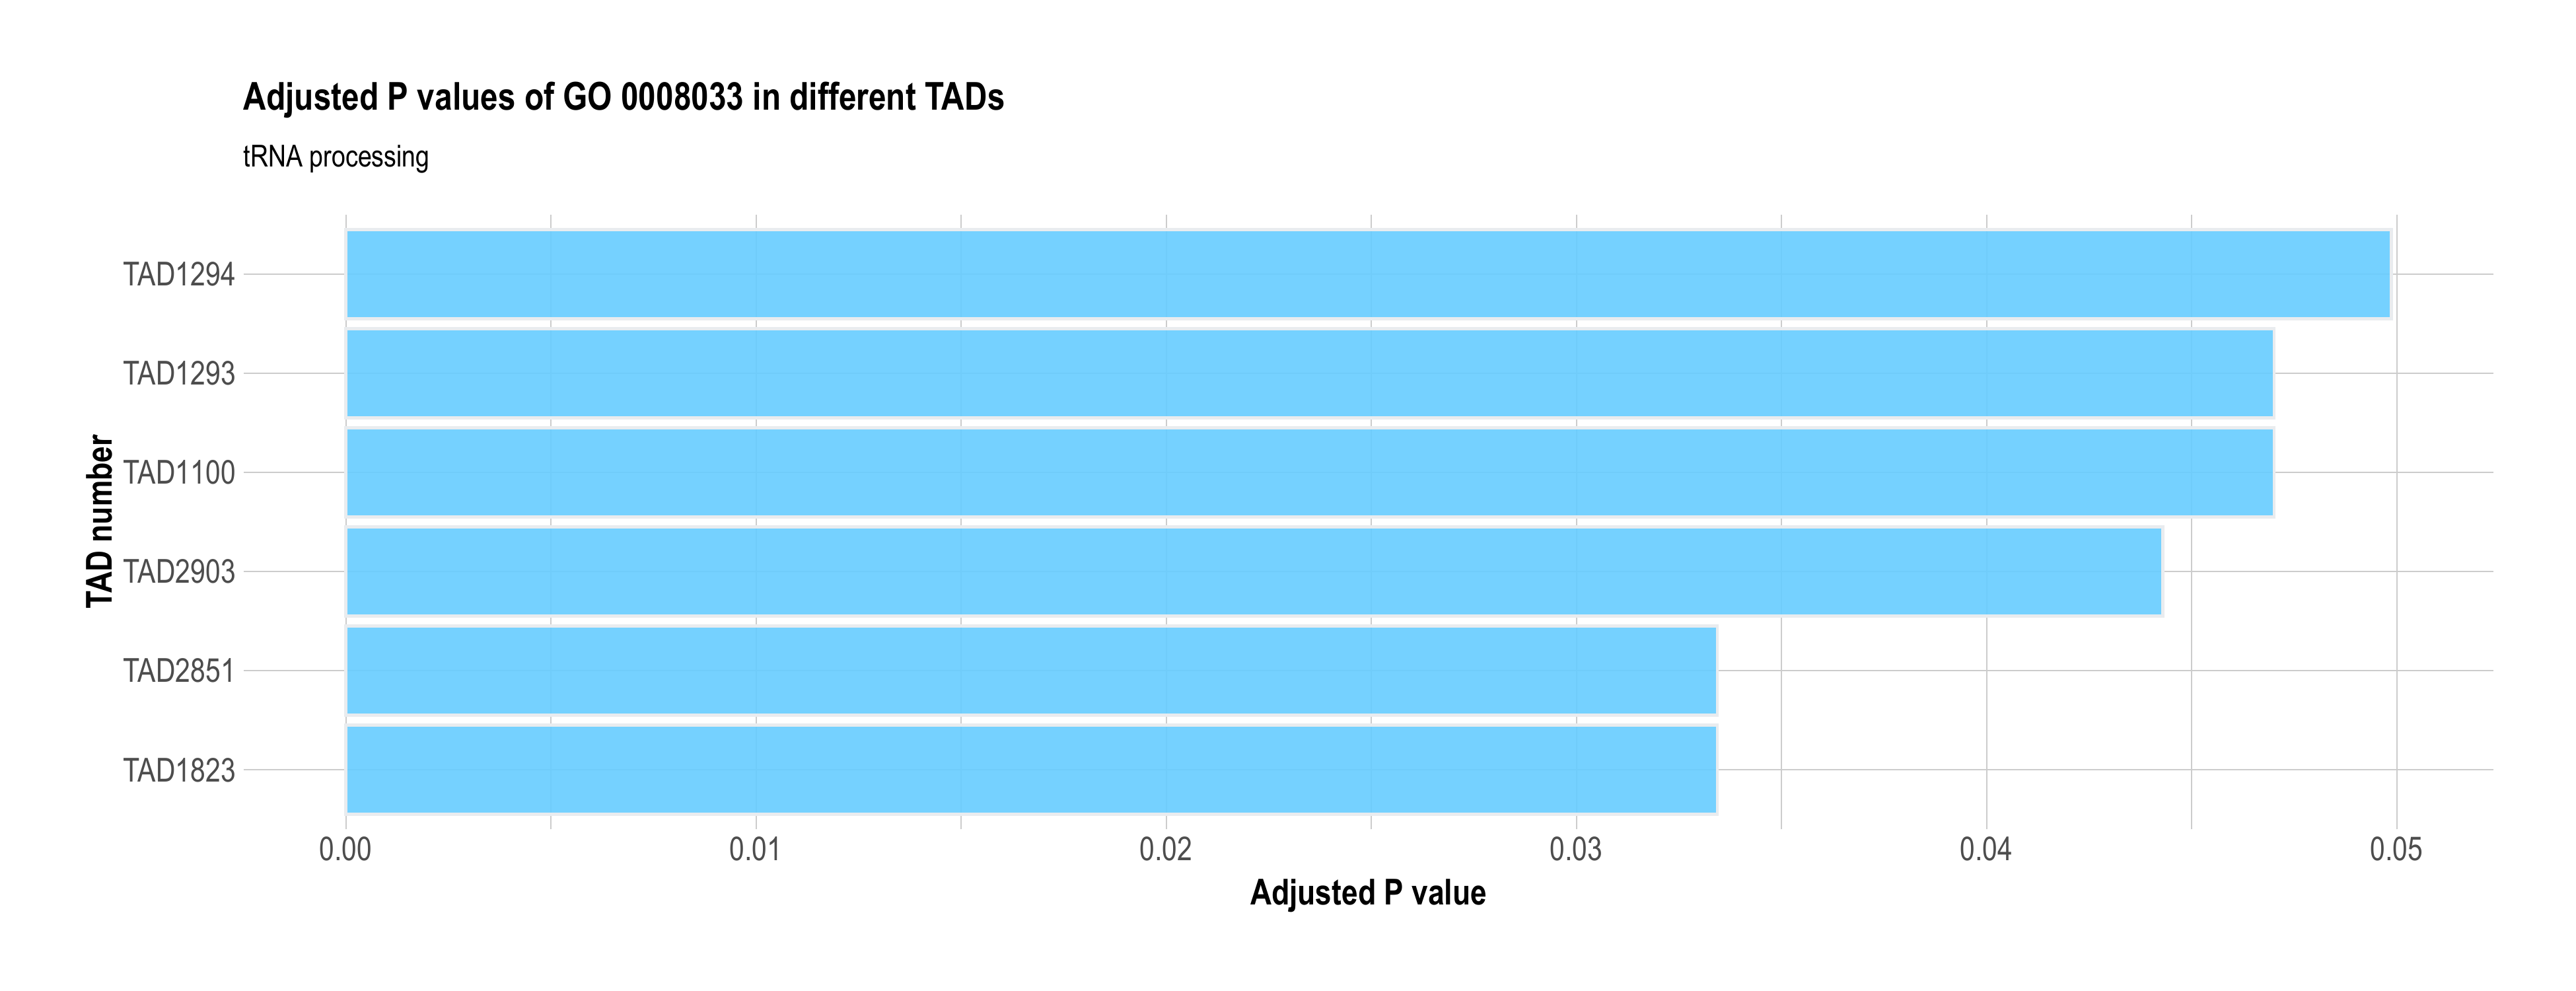 Adjusted P values of GO 0008033 in different TADs
tRNA processing
TAD number
TAD1294
TAD1293
TAD1100
TAD2903
TAD2851
TAD1823
0.00 0.01 0.02 0.03 0.04 0.05
Adjusted P value